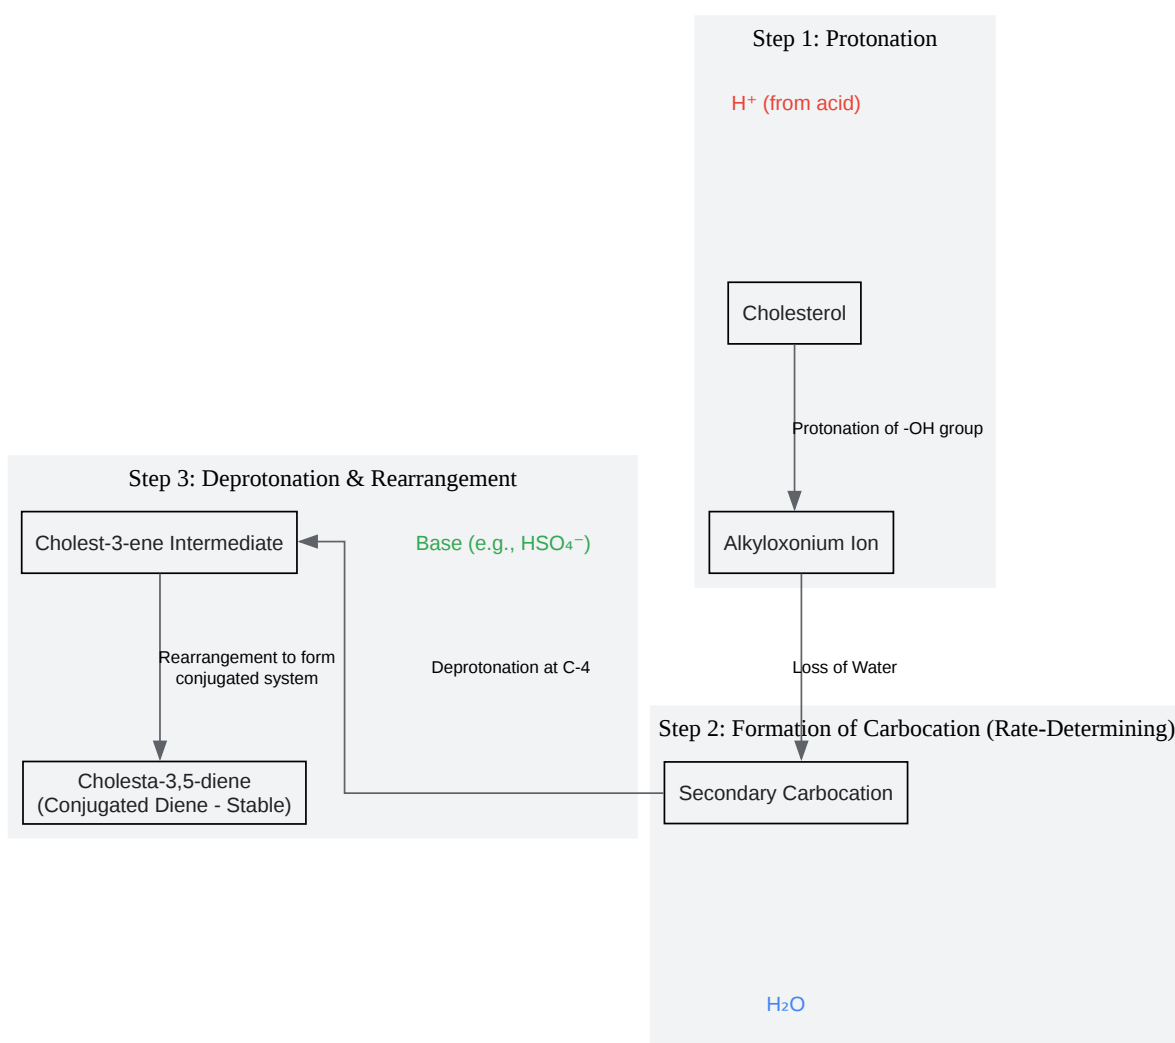 Step 1: Protonation
H⁺ (from acid)
Cholesterol
Protonation of -OH group
Alkyloxonium Ion
Loss of Water
Step 2: Formation of Carbocation (Rate-Determining)
Secondary Carbocation
H₂O
Step 3: Deprotonation & Rearrangement
Cholest-3-ene Intermediate
Base (e.g., HSO₄⁻)
Deprotonation at C-4
Rearrangement to form
conjugated system
Cholesta-3,5-diene
(Conjugated Diene - Stable)